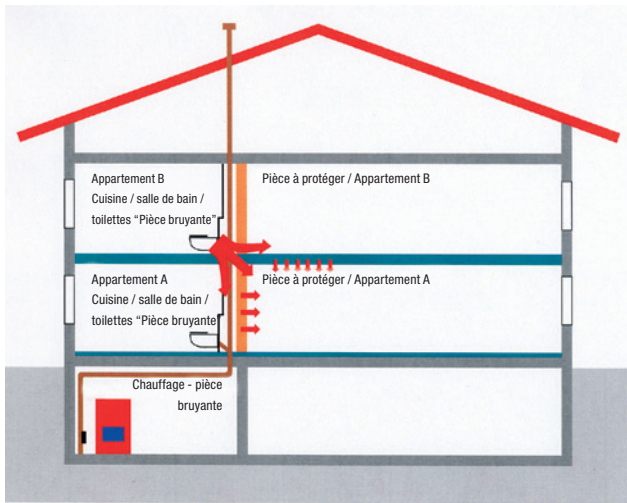 Appartement B
Cuisine / salle de bain /
toilettes “Pièce bruyante”
Pièce à protéger / Appartement B
Appartement A
Cuisine / salle de bain /
toilettes “Pièce bruyante
Pièce à protéger / Appartement A
Chauffage - pièce
bruyante